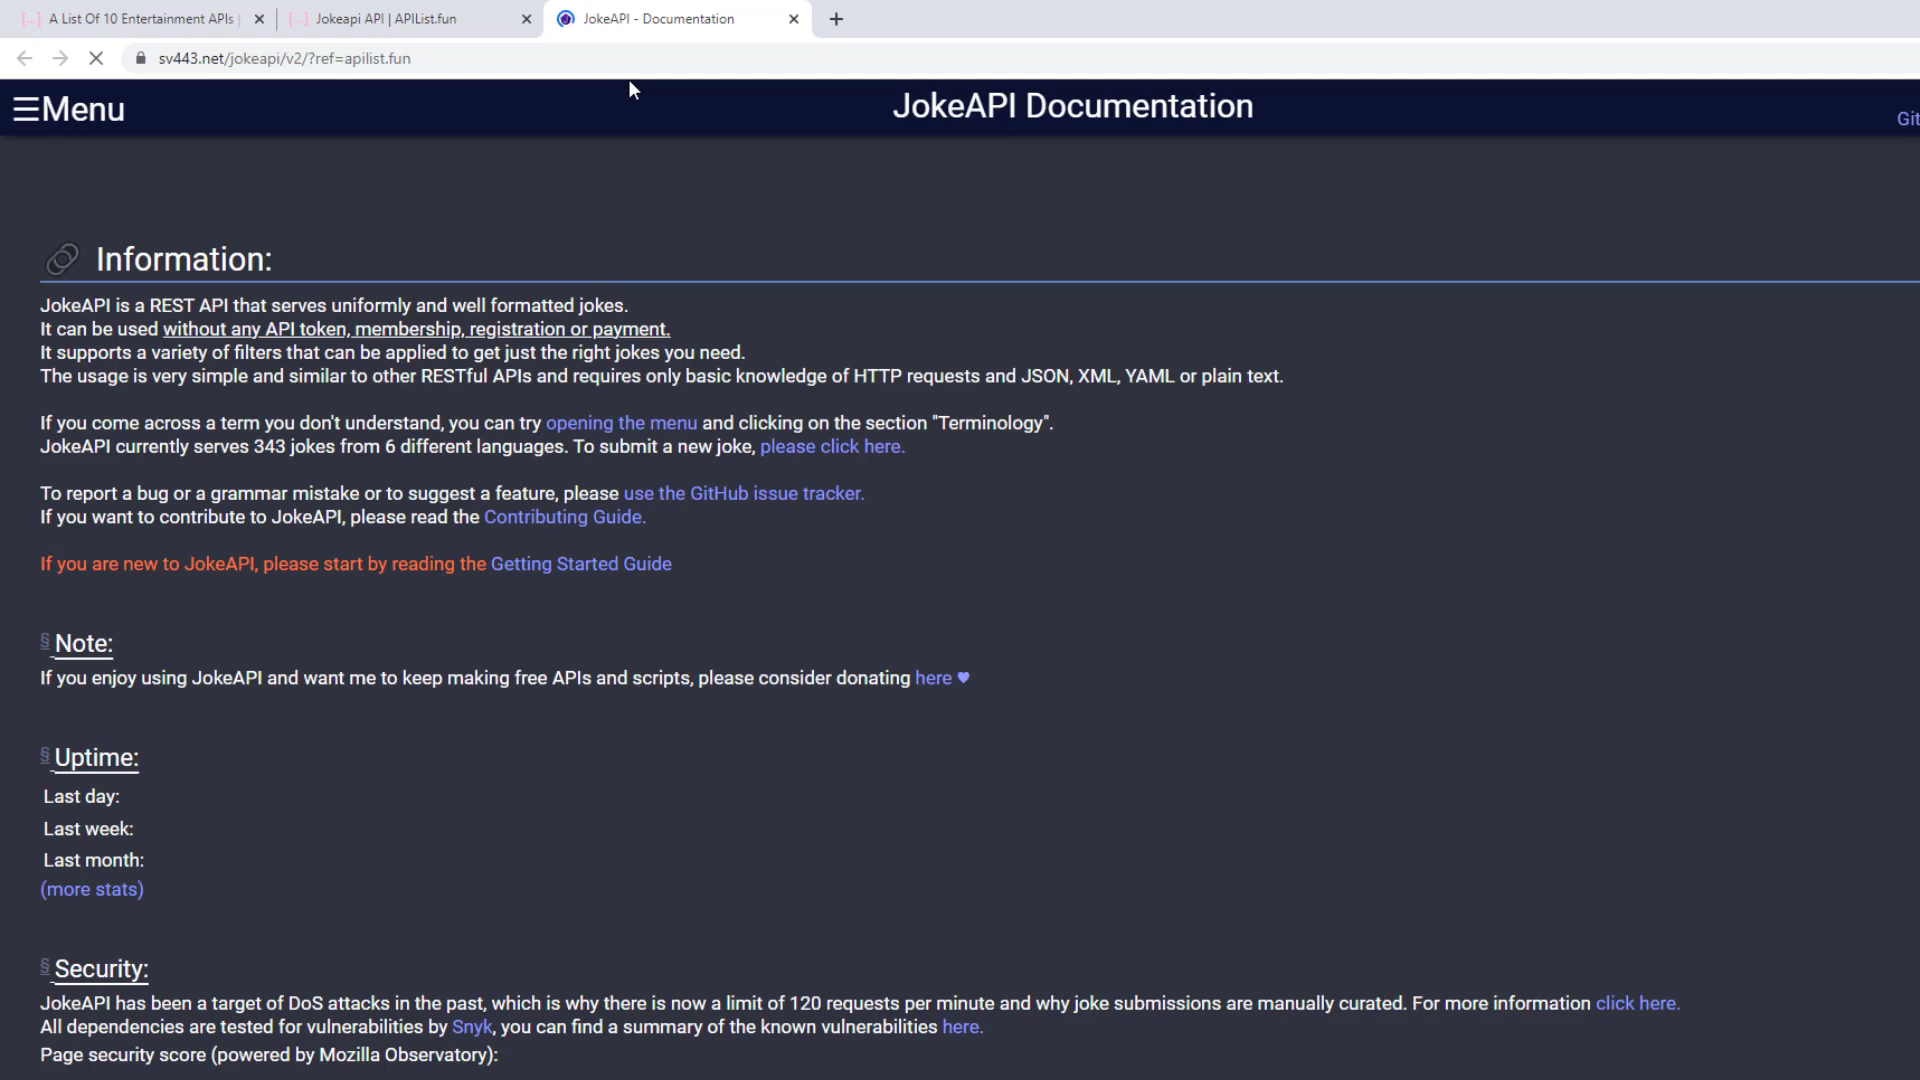 A List Of 10 Entertainment APIs
Jokeapi API | APIList.fun
JokeAPI - Documentation
sv443.net/jokeapi/v2/?ref=apilist.fun
☰Menu
JokeAPI Documentation
Git
Information:
JokeAPI is a REST API that serves uniformly and well formatted jokes.
It can be used without any API token, membership, registration or payment.
It supports a variety of filters that can be applied to get just the right jokes you need.
The usage is very simple and similar to other RESTful APIs and requires only basic knowledge of HTTP requests and JSON, XML, YAML or plain text.
If you come across a term you don't understand, you can try opening the menu and clicking on the section "Terminology".
JokeAPI currently serves 343 jokes from 6 different languages. To submit a new joke, please click here.
To report a bug or a grammar mistake or to suggest a feature, please use the GitHub issue tracker.
If you want to contribute to JokeAPI, please read the Contributing Guide.
If you are new to JokeAPI, please start by reading the Getting Started Guide
§ Note:
If you enjoy using JokeAPI and want me to keep making free APIs and scripts, please consider donating here ♥
§ Uptime:
Last day:
Last week:
Last month:
(more stats)
§ Security:
JokeAPI has been a target of DoS attacks in the past, which is why there is now a limit of 120 requests per minute and why joke submissions are manually curated. For more information click here.
All dependencies are tested for vulnerabilities by Snyk, you can find a summary of the known vulnerabilities here.
Page security score (powered by Mozilla Observatory):